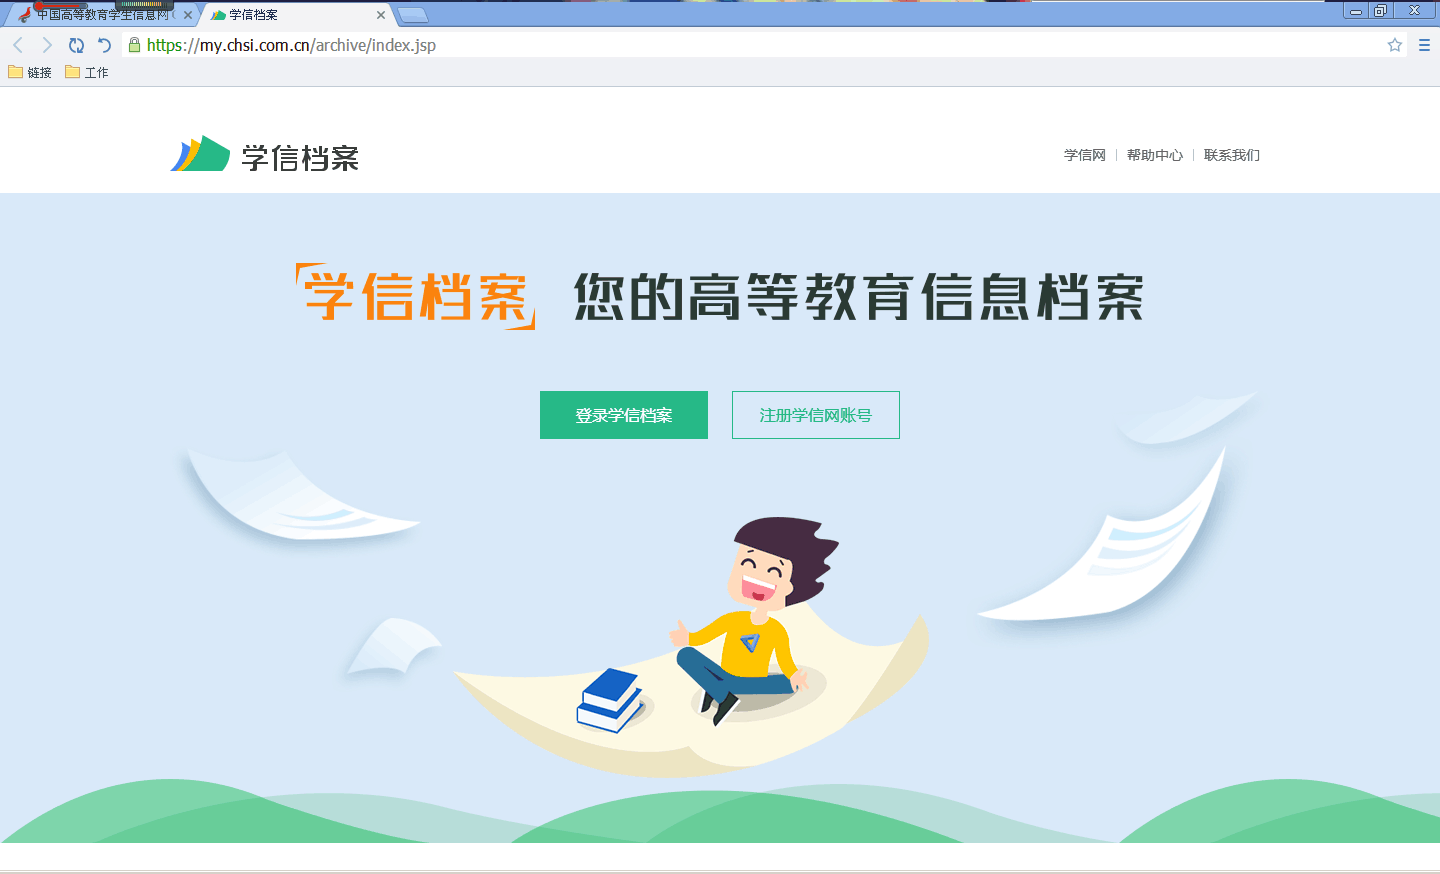 中国高等教育学生信息网(
学信档案
https://my.chsi.com.cn/archive/index.jsp
链接
工作
学信档案
学信网
帮助中心
联系我们
学信档案 您的高等教育信息档案
登录学信档案
注册学信网账号